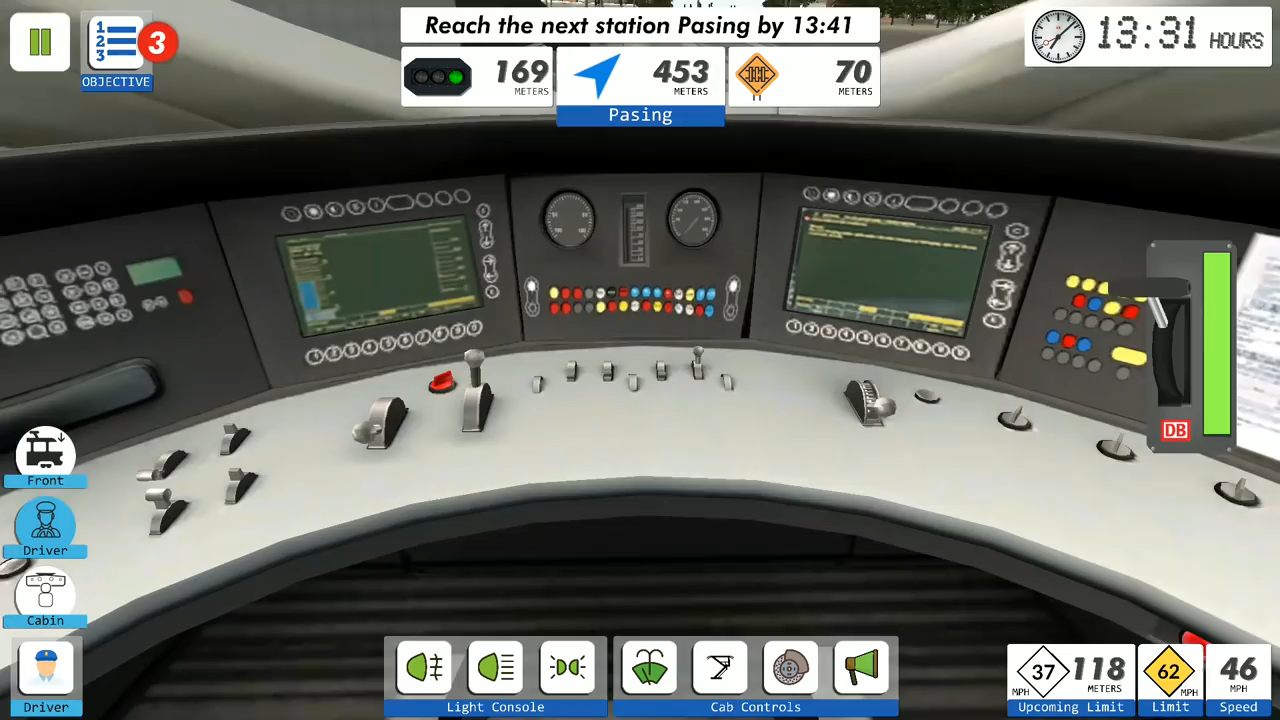 Reach the next station Pasing by 13:41
3
OBJECTIVE
169 METERS
453 METERS
70 METERS
Pasing
13:31 HOURS
DB
Front
Driver
Cabin
Driver
Light Console
Cab Controls
37 MPH
118 METERS
Upcoming Limit
62 MPH
Limit
46 MPH
Speed